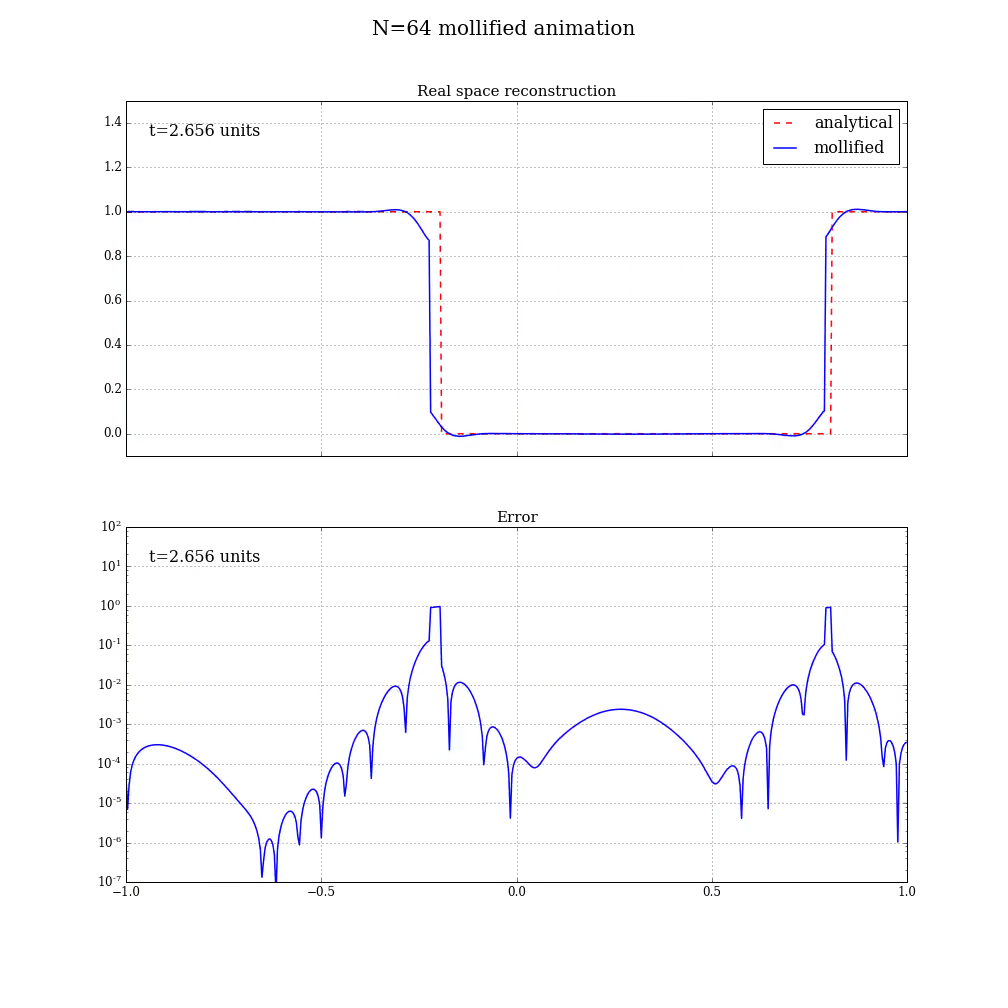 N=64 mollified animation
Real space reconstruction
t=2.656 units
analytical
mollified
1.4
1.2
1.0
0.8
0.6
0.4
0.2
0.0
Error
t=2.656 units
10²
10¹
10⁰
10⁻¹
10⁻²
10⁻³
10⁻⁴
10⁻⁵
10⁻⁶
10⁻⁷
−1.0 −0.5 0.0 0.5 1.0